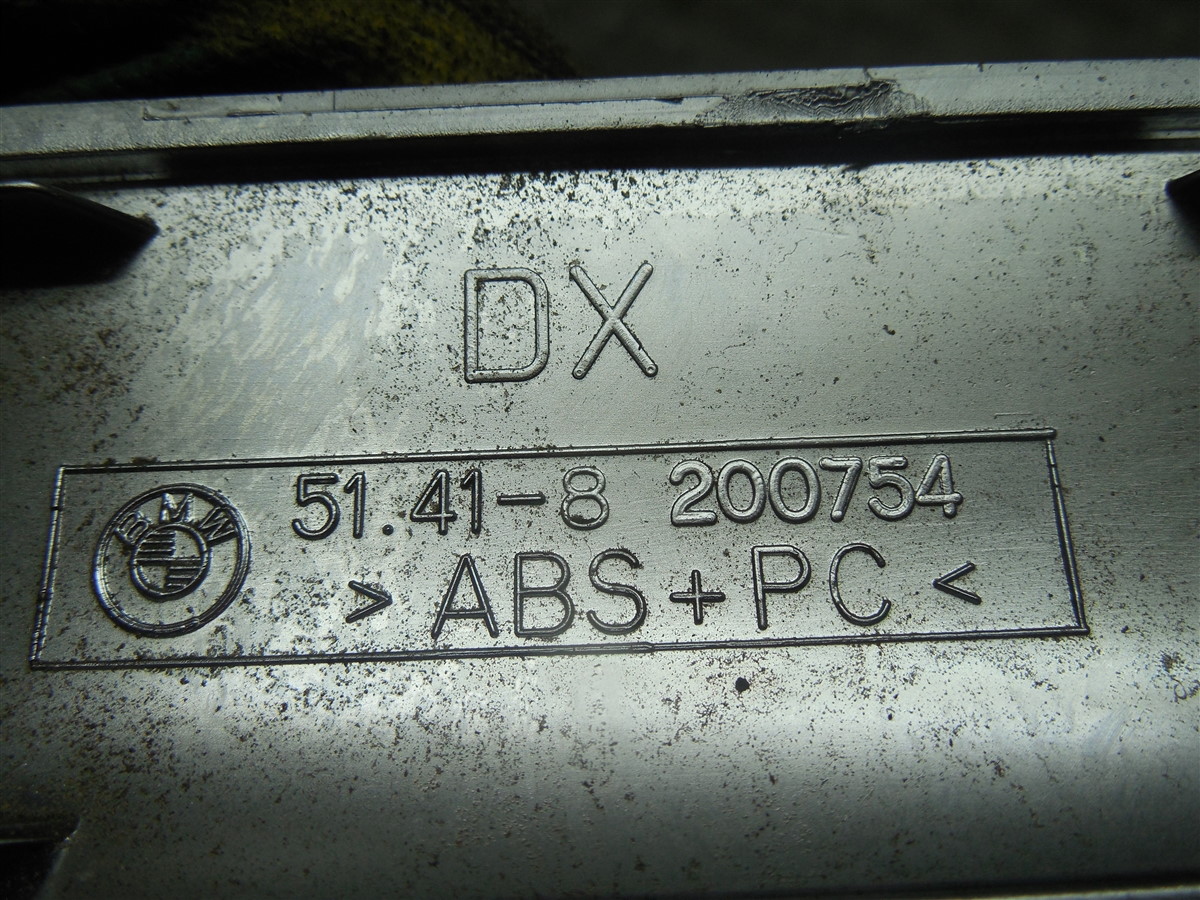 DX
BMW
51.41-8 200754
>ABS+PC<